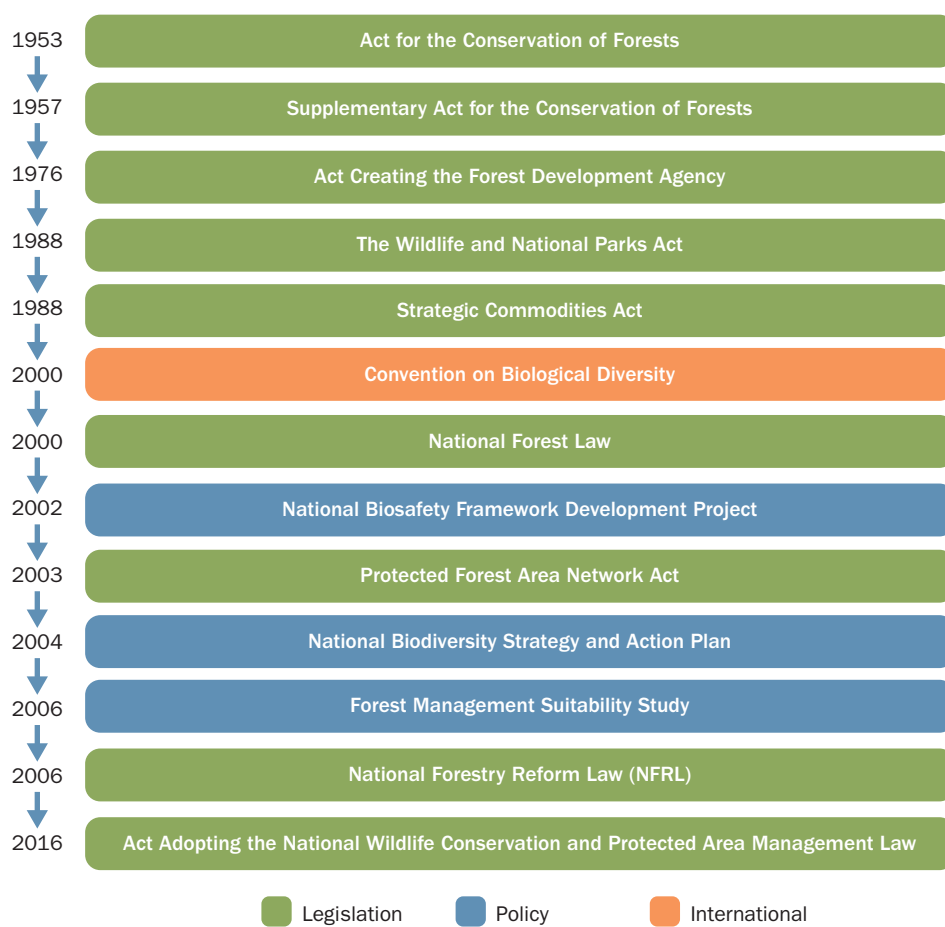 1953 Act for the Conservation of Forests
1957 Supplementary Act for the Conservation of Forests
1976 Act Creating the Forest Development Agency
1988 The Wildlife and National Parks Act
1988 Strategic Commodities Act
2000 Convention on Biological Diversity
2000 National Forest Law
2002 National Biosafety Framework Development Project
2003 Protected Forest Area Network Act
2004 National Biodiversity Strategy and Action Plan
2006 Forest Management Suitability Study
2006 National Forestry Reform Law (NFRL)
2016 Act Adopting the National Wildlife Conservation and Protected Area Management Law
Legislation Policy International